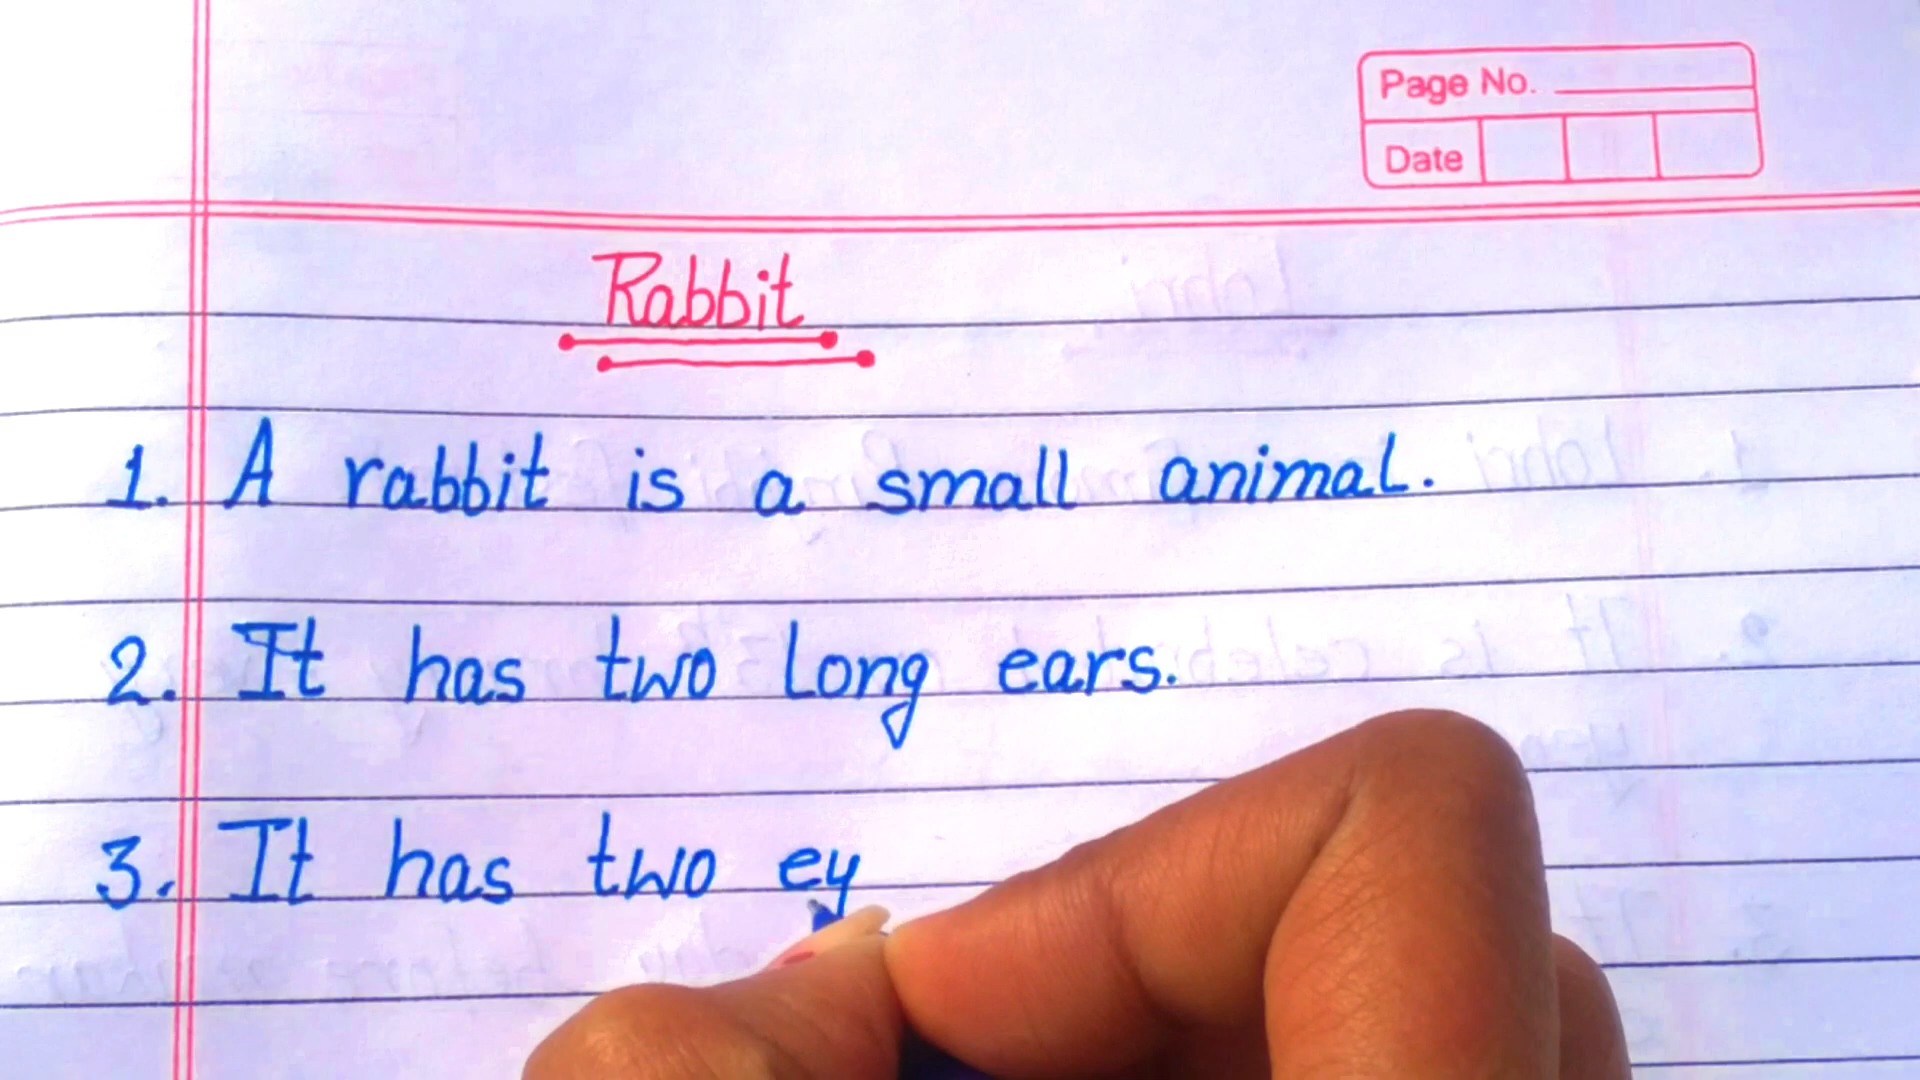 Page No.
Date
Rabbit
1. A rabbit is a small animal.
2. It has two long ears.
3. It has two ey